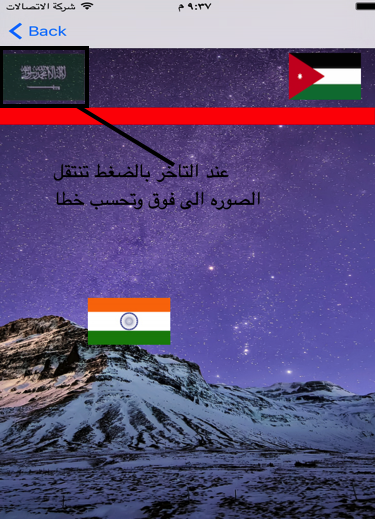 شركة الاتصالات ٩:٣٧ م
Back
عند التاخر بالضغط تنتقل
الصوره الى فوق وتحسب خطا